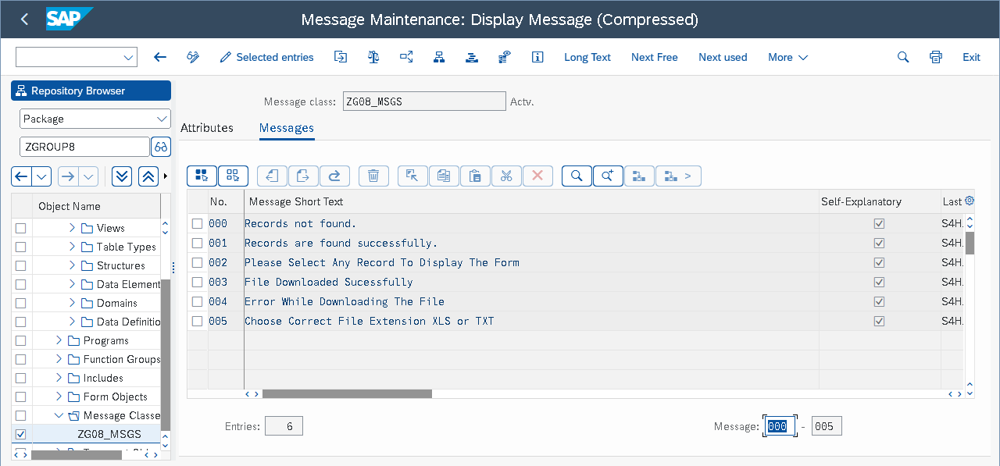 SAP
Message Maintenance: Display Message (Compressed)
Selected entries
Long Text
Next Free
Next used
More
Exit
Repository Browser
Package
ZGROUP8
Object Name
Views
Table Types
Structures
Data Element
Domains
Data Definitio
Programs
Function Groups
Includes
Form Objects
Message Classe
ZG08_MSGS
Message class: ZG08_MSGS Actv.
Attributes Messages
No. Message Short Text Self-Explanatory Last
000 Records not found. S4H.
001 Records are found successfully. S4H.
002 Please Select Any Record To Display The Form S4H.
003 File Downloaded Sucessfully S4H.
004 Error While Downloading The File S4H.
005 Choose Correct File Extension XLS or TXT S4H.
Entries: 6
Message: 000 - 005